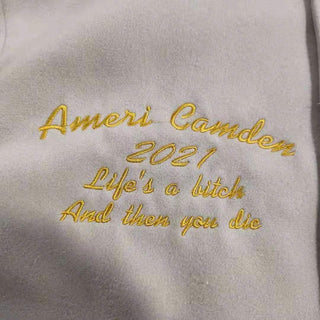 Ameri Camden
2021
Life's a bitch
And then you die